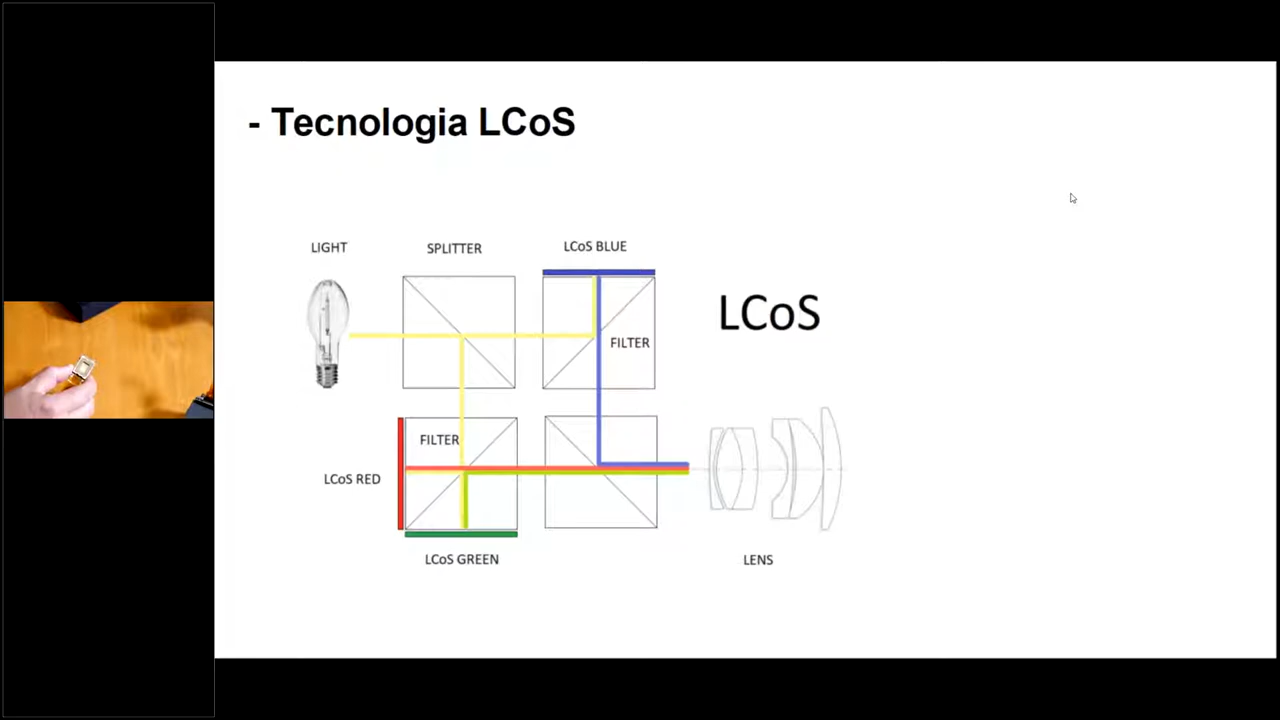 - Tecnologia LCoS
LIGHT
SPLITTER
LCoS BLUE
LCoS
FILTER
FILTER
LCoS RED
LCoS GREEN
LENS